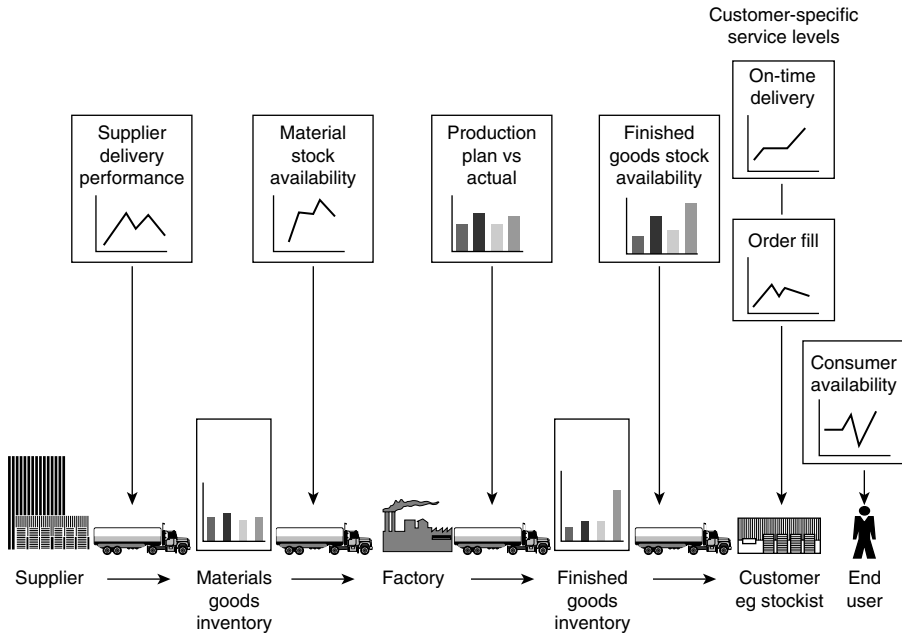 Customer-specific
service levels
On-time
delivery
Supplier
delivery
performance
Material
stock
availability
Production
plan vs
actual
Finished
goods stock
availability
Order fill
Consumer
availability
Supplier
Materials
goods
inventory
Factory
Finished
goods
inventory
Customer
eg stockist
End
user